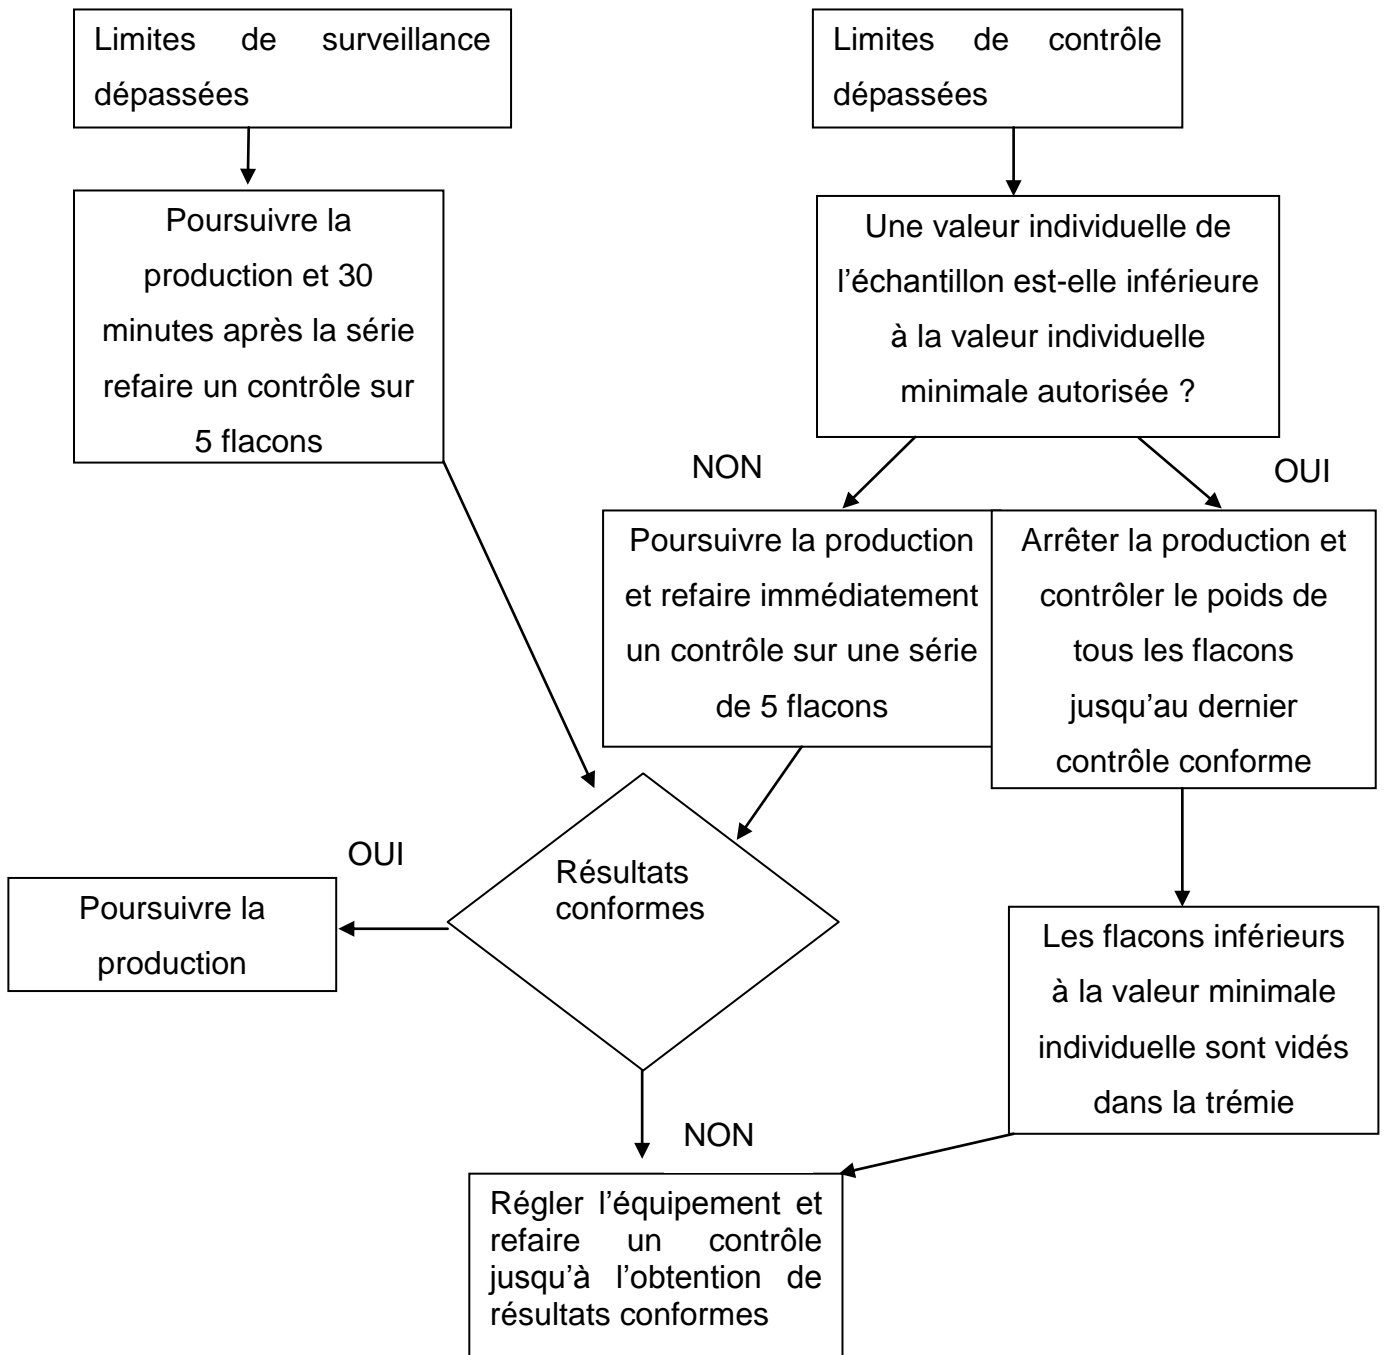 Limites de surveillance
dépassées
Limites de contrôle
dépassées
Poursuivre la
production et 30
minutes après la série
refaire un contrôle sur
5 flacons
Une valeur individuelle de
l’échantillon est-elle inférieure
à la valeur individuelle
minimale autorisée ?
NON
OUI
Poursuivre la production
et refaire immédiatement
un contrôle sur une série
de 5 flacons
Arrêter la production et
contrôler le poids de
tous les flacons
jusqu’au dernier
contrôle conforme
OUI
Résultats
conformes
Poursuivre la
production
Les flacons inférieurs
à la valeur minimale
individuelle sont vidés
dans la trémie
NON
Régler l’équipement et
refaire un contrôle
jusqu’à l’obtention de
résultats conformes